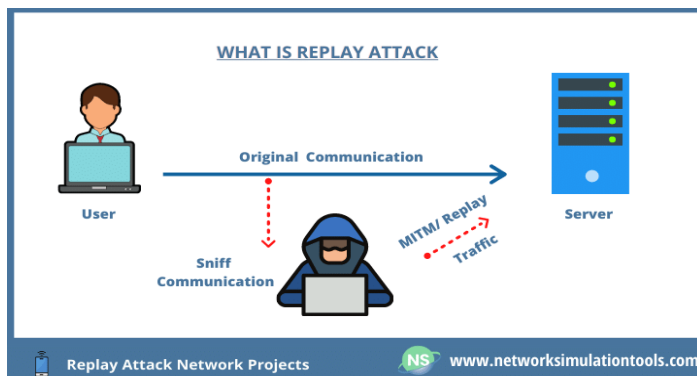 WHAT IS REPLAY ATTACK
Original Communication
User
Server
MITM/ Replay
Traffic
Sniff
Communication
Replay Attack Network Projects
NS
www.networksimulationtools.com